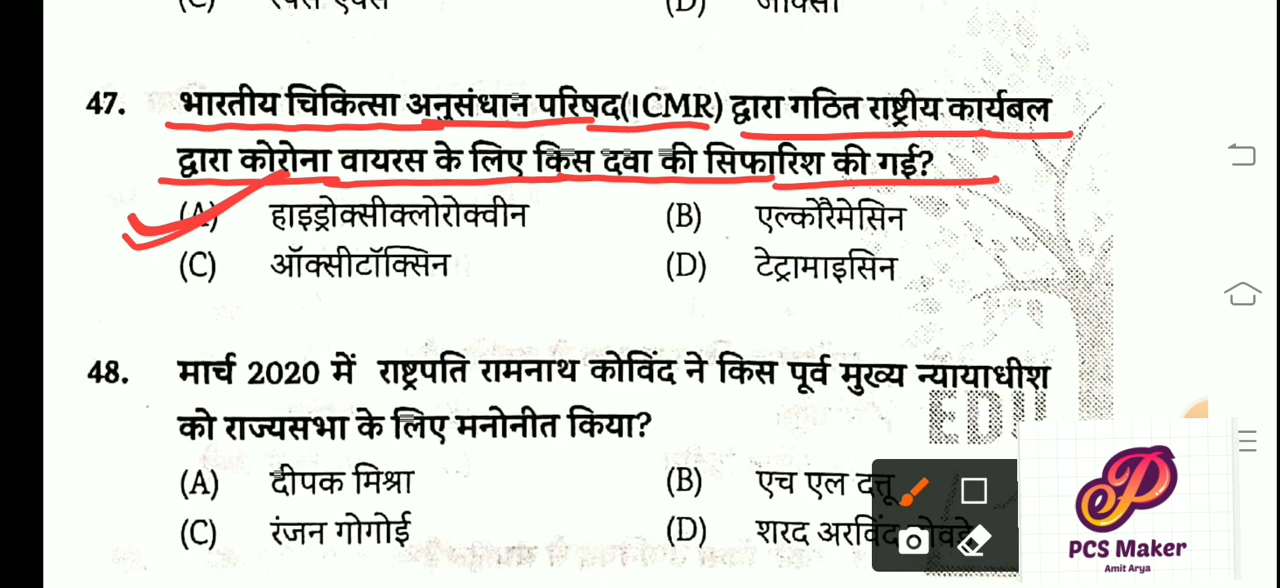 47. भारतीय चिकित्सा अनुसंधान परिषद(ICMR) द्वारा गठित राष्ट्रीय कार्यबल
द्वारा कोरोना वायरस के लिए किस दवा की सिफारिश की गई?
(A) हाइड्रोक्सीक्लोरोक्वीन (B) एल्कोरैमेसिन
(C) ऑक्सीटॉक्सिन (D) टेट्रामाइसिन
48. मार्च 2020 में राष्ट्रपति रामनाथ कोविंद ने किस पूर्व मुख्य न्यायाधीश
को राज्यसभा के लिए मनोनीत किया?
EDU
(A) दीपक मिश्रा (B) एच एल दत्तू
(C) रंजन गोगोई (D) शरद अरविंद
PCS Maker
Amit Arya